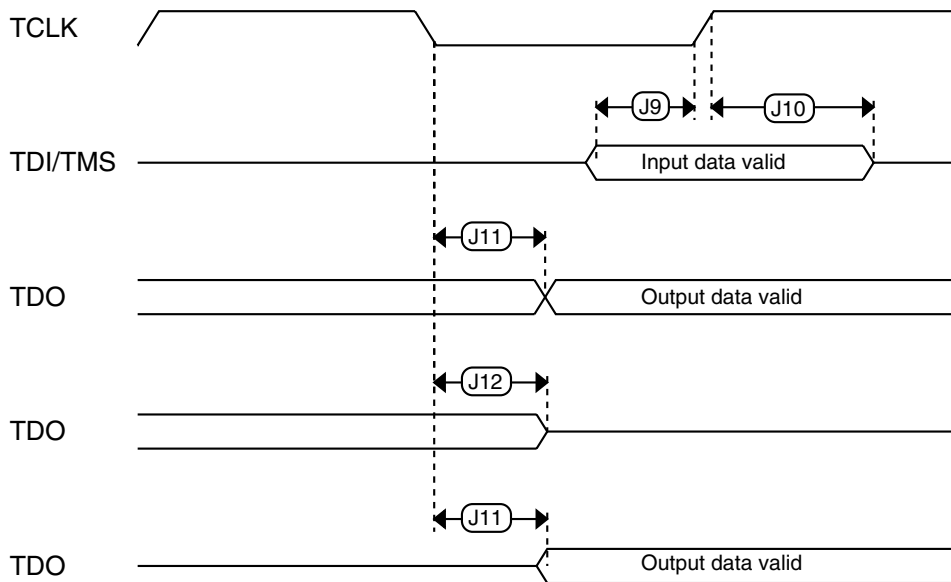 TCLK
J9
J10
TDI/TMS
Input data valid
J11
TDO
Output data valid
J12
TDO
J11
TDO
Output data valid